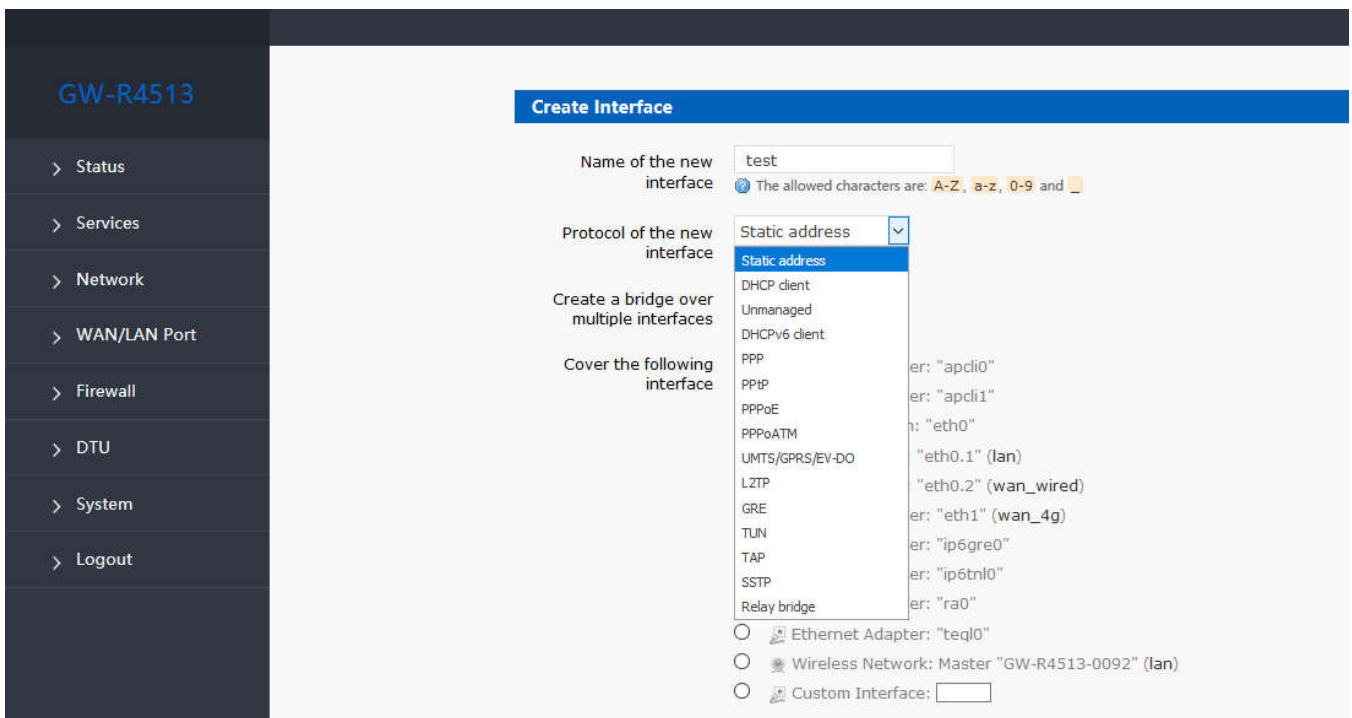 GW-R4513
Status
Services
Network
WAN/LAN Port
Firewall
DTU
System
Logout
Create Interface
Name of the new
interface
test
The allowed characters are: A-Z, a-z, 0-9 and _
Protocol of the new
interface
Static address
Static address
DHCP client
Unmanaged
DHCPv6 client
PPP
PPtP
PPPoE
PPPoATM
UMTS/GPRS/EV-DO
L2TP
GRE
TUN
TAP
SSTP
Relay bridge
Create a bridge over
multiple interfaces
Cover the following
interface
er: "apcli0"
er: "apcli1"
h: "eth0"
"eth0.1" (lan)
"eth0.2" (wan_wired)
er: "eth1" (wan_4g)
er: "ip6gre0"
er: "ip6tnl0"
er: "ra0"
Ethernet Adapter: "teql0"
Wireless Network: Master "GW-R4513-0092" (lan)
Custom Interface: